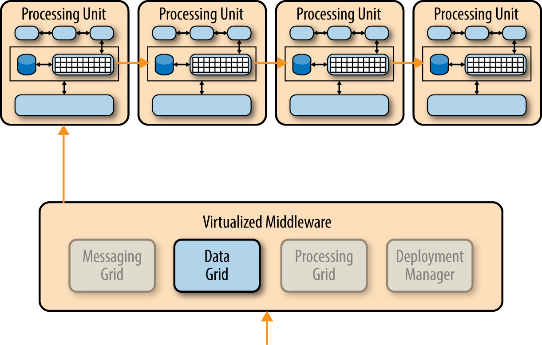 Processing Unit
Processing Unit
Processing Unit
Processing Unit
Virtualized Middleware
Messaging
Grid
Data
Grid
Processing
Grid
Deployment
Manager